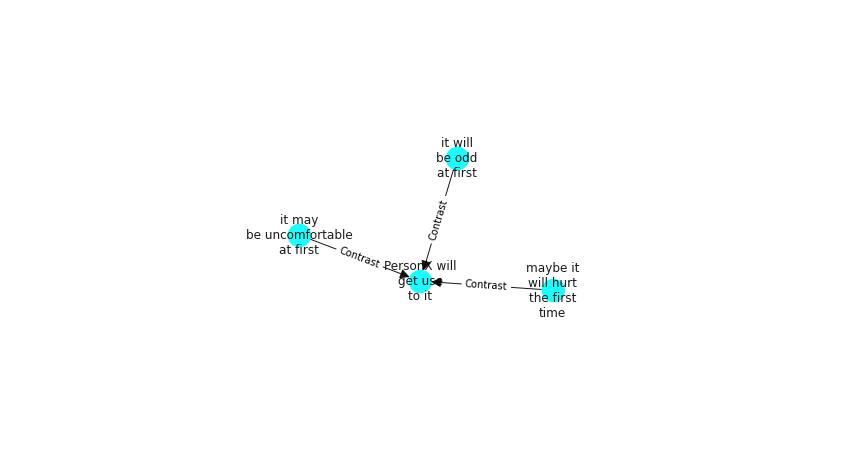 it will
be odd
at first
Contrast
it may
be uncomfortable
at first
Contrast
PersonX will
get use
to it
Contrast
maybe it
will hurt
the first
time